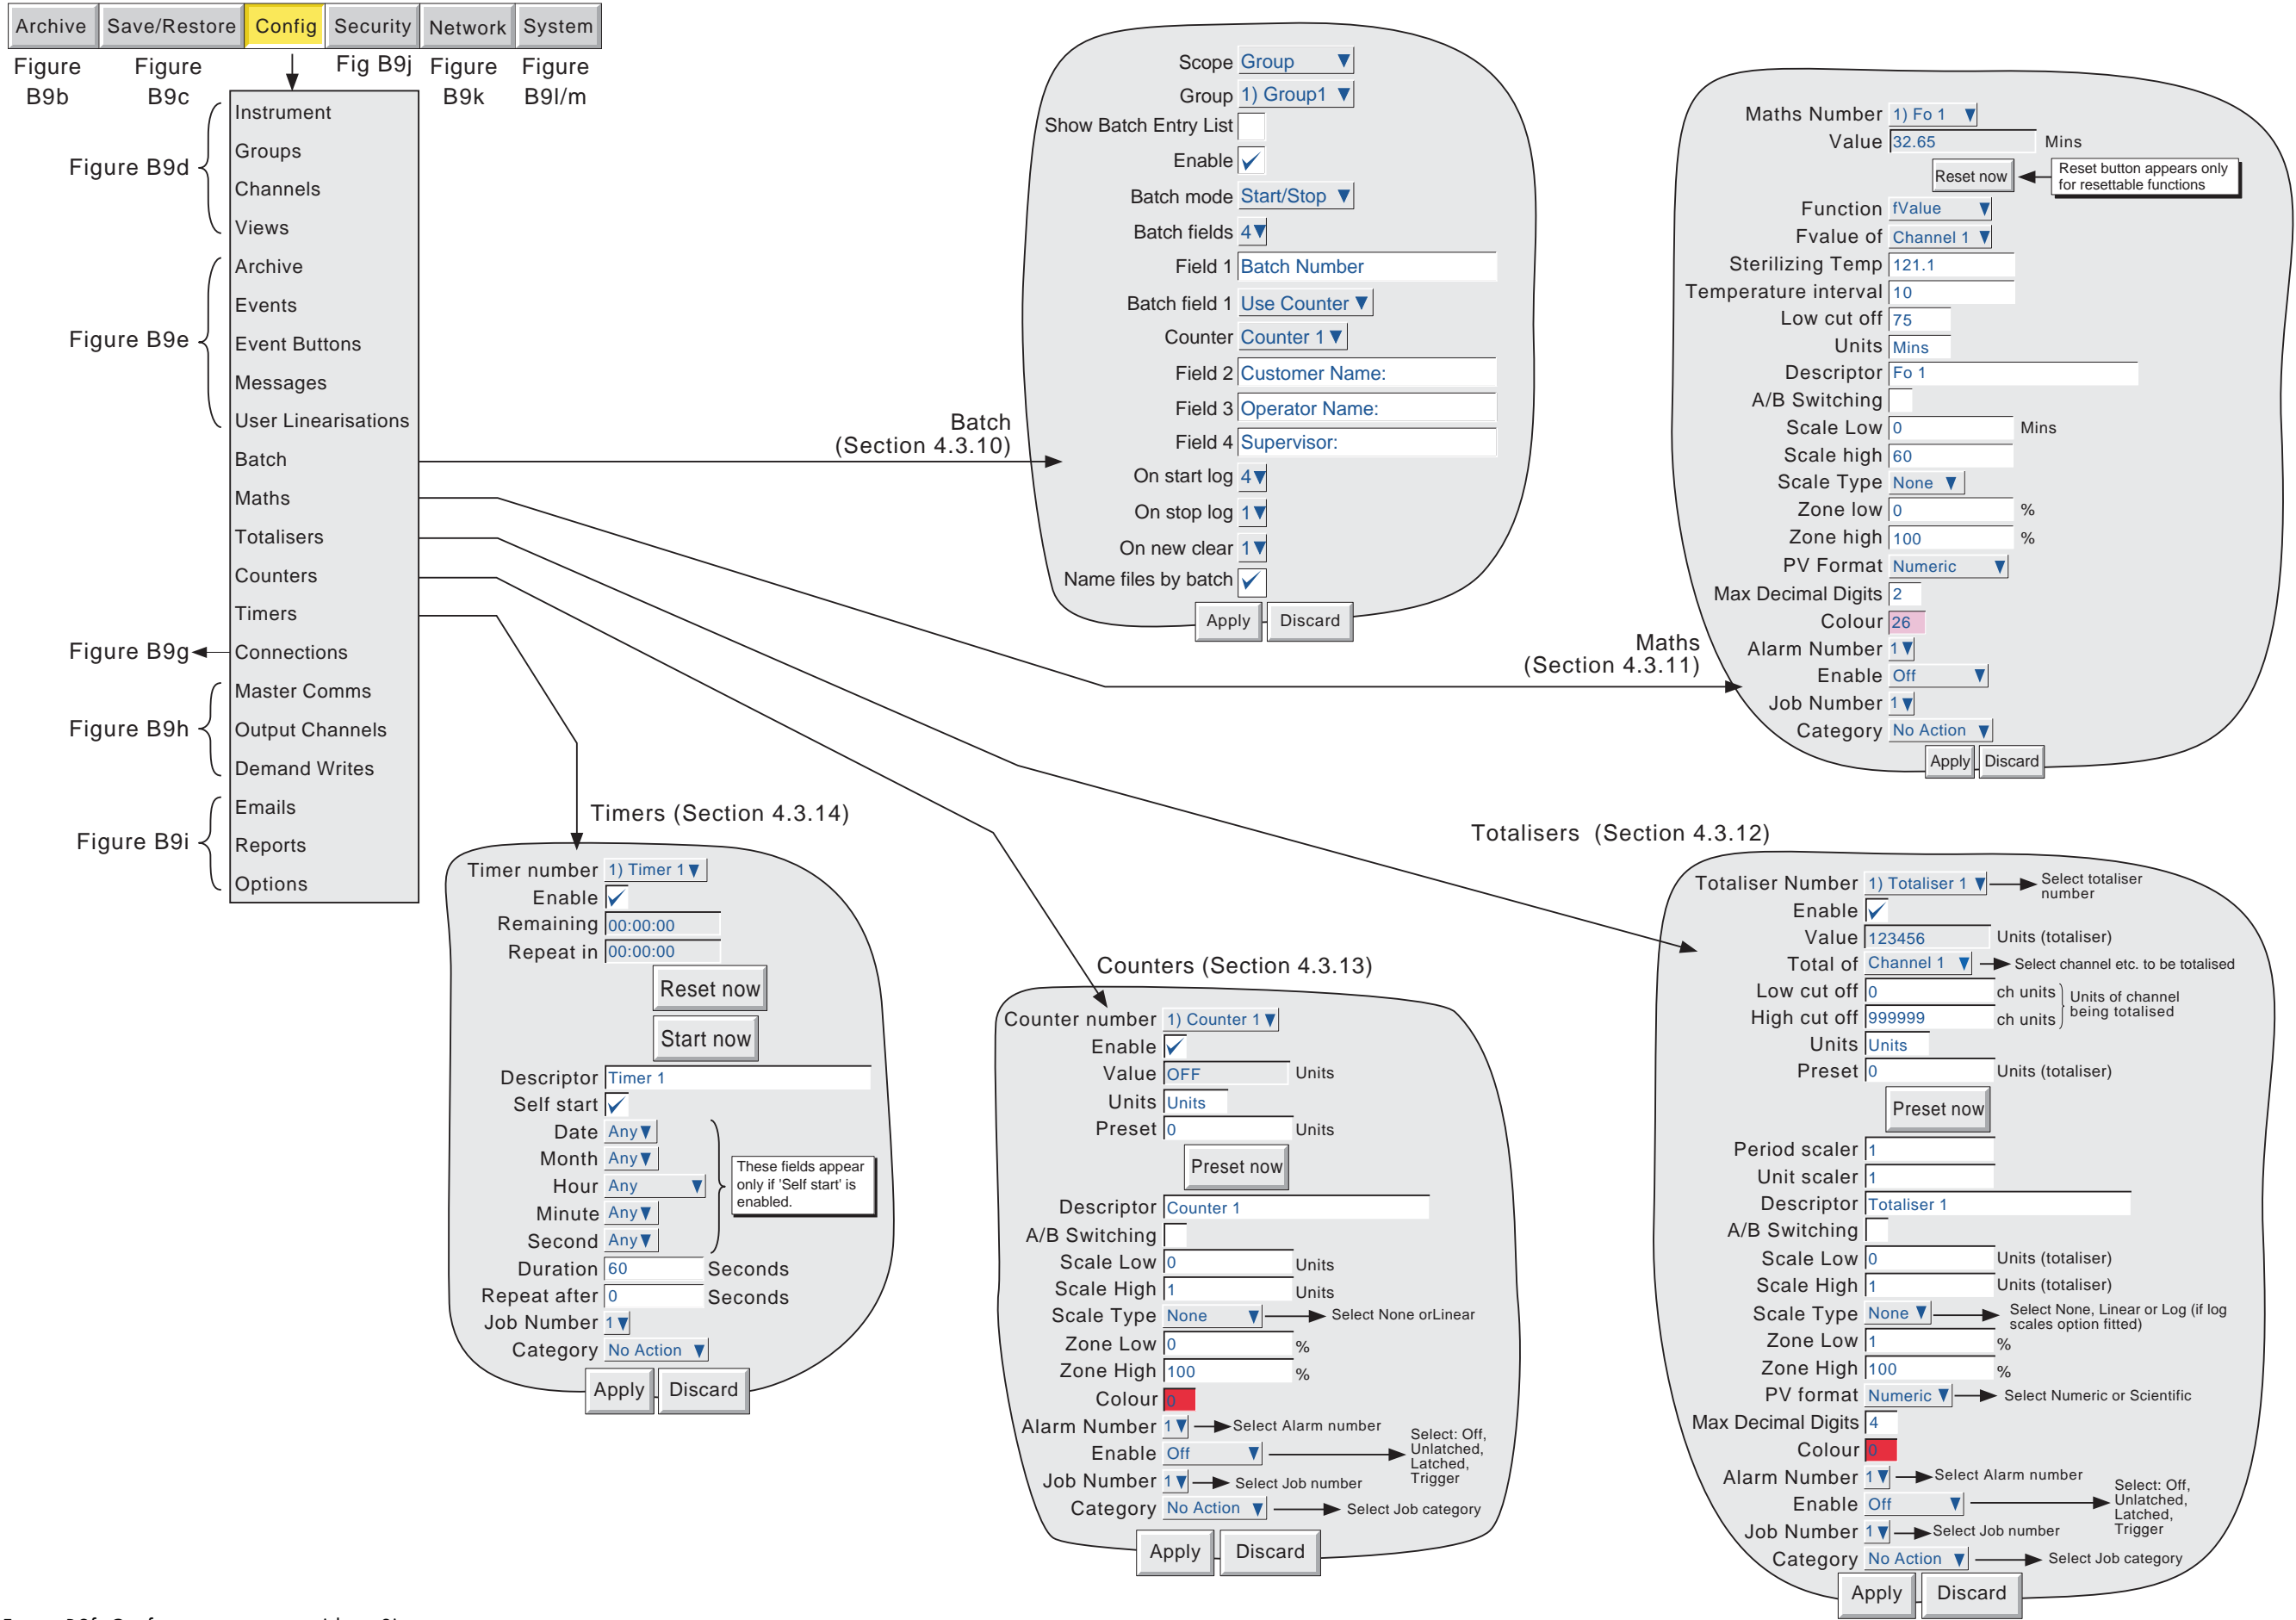 Archive
Save/Restore
Config
Security
Network
System
Figure B9b
Figure B9c
Fig B9j
Figure B9k
Figure B9l/m
Instrument
Groups
Channels
Views
Archive
Events
Event Buttons
Messages
User Linearisations
Batch
Maths
Totalisers
Counters
Timers
Connections
Master Comms
Output Channels
Demand Writes
Emails
Reports
Options
Figure B9d
Figure B9e
Figure B9g
Figure B9h
Figure B9i
Batch
(Section 4.3.10)
Scope Group
Group 1) Group1
Show Batch Entry List
Enable
Batch mode Start/Stop
Batch fields 4
Field 1 Batch Number
Batch field 1 Use Counter
Counter Counter 1
Field 2 Customer Name:
Field 3 Operator Name:
Field 4 Supervisor:
On start log 4
On stop log 1
On new clear 1
Name files by batch
Apply Discard
Maths
(Section 4.3.11)
Maths Number 1) Fo 1
Value 32.65 Mins
Reset now
Reset button appears only
for resettable functions
Function fValue
Fvalue of Channel 1
Sterilizing Temp 121.1
Temperature interval 10
Low cut off 75
Units Mins
Descriptor Fo 1
A/B Switching
Scale Low 0 Mins
Scale high 60
Scale Type None
Zone low 0 %
Zone high 100 %
PV Format Numeric
Max Decimal Digits 2
Colour 26
Alarm Number 1
Enable Off
Job Number 1
Category No Action
Apply Discard
Timers (Section 4.3.14)
Timer number 1) Timer 1
Enable
Remaining 00:00:00
Repeat in 00:00:00
Reset now
Start now
Descriptor Timer 1
Self start
Date Any
Month Any
Hour Any
Minute Any
Second Any
These fields appear
only if 'Self start' is
enabled.
Duration 60 Seconds
Repeat after 0 Seconds
Job Number 1
Category No Action
Apply Discard
Counters (Section 4.3.13)
Counter number 1) Counter 1
Enable
Value OFF Units
Units Units
Preset 0 Units
Preset now
Descriptor Counter 1
A/B Switching
Scale Low 0 Units
Scale High 1 Units
Scale Type None Select None orLinear
Zone Low 0 %
Zone High 100 %
Colour 0
Alarm Number 1 Select Alarm number
Enable Off
Select: Off,
Unlatched,
Latched,
Trigger
Job Number 1 Select Job number
Category No Action Select Job category
Apply Discard
Totalisers (Section 4.3.12)
Totaliser Number 1) Totaliser 1
Select totaliser
number
Enable
Value 123456 Units (totaliser)
Total of Channel 1 Select channel etc. to be totalised
Low cut off 0 ch units
High cut off 999999 ch units
Units of channel
being totalised
Units Units
Preset 0 Units (totaliser)
Preset now
Period scaler 1
Unit scaler 1
Descriptor Totaliser 1
A/B Switching
Scale Low 0 Units (totaliser)
Scale High 1 Units (totaliser)
Scale Type None
Select None, Linear or Log (if log
scales option fitted)
Zone Low 1 %
Zone High 100 %
PV format Numeric Select Numeric or Scientific
Max Decimal Digits 4
Colour 0
Alarm Number 1 Select Alarm number
Enable Off
Select: Off,
Unlatched,
Latched,
Trigger
Job Number 1 Select Job number
Category No Action Select Job category
Apply Discard